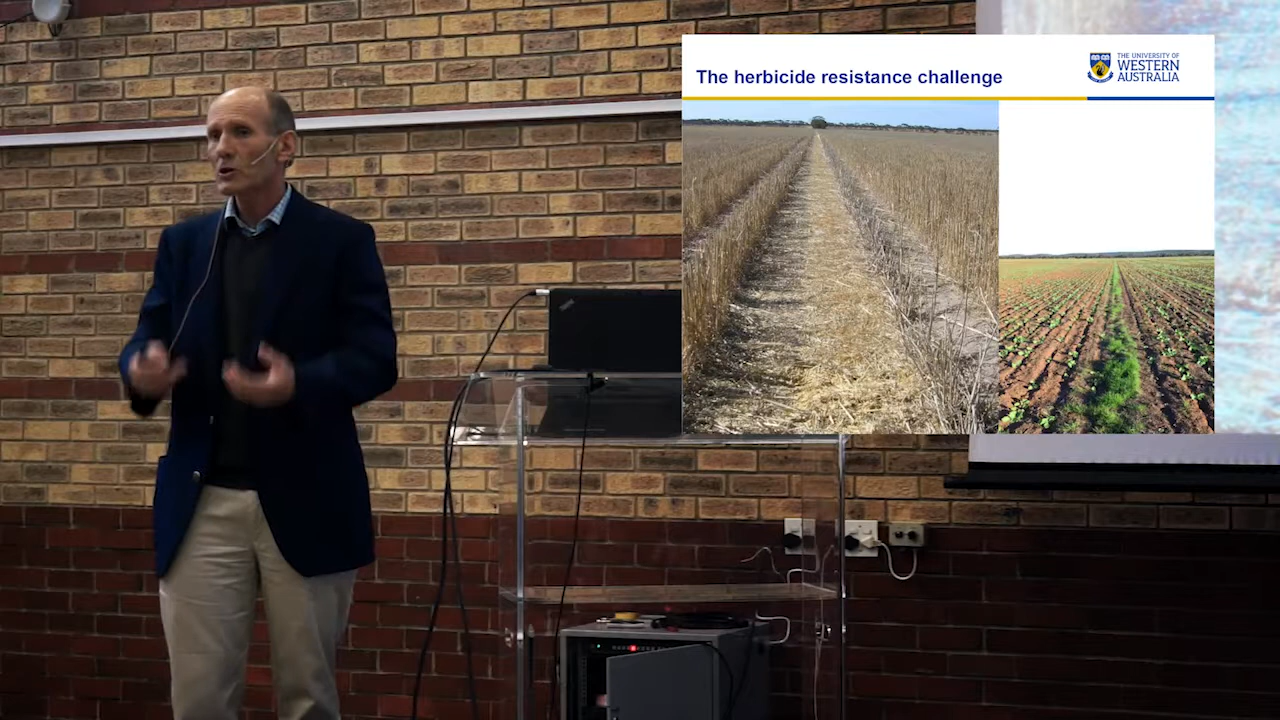 The herbicide resistance challenge
THE UNIVERSITY OF
WESTERN
AUSTRALIA